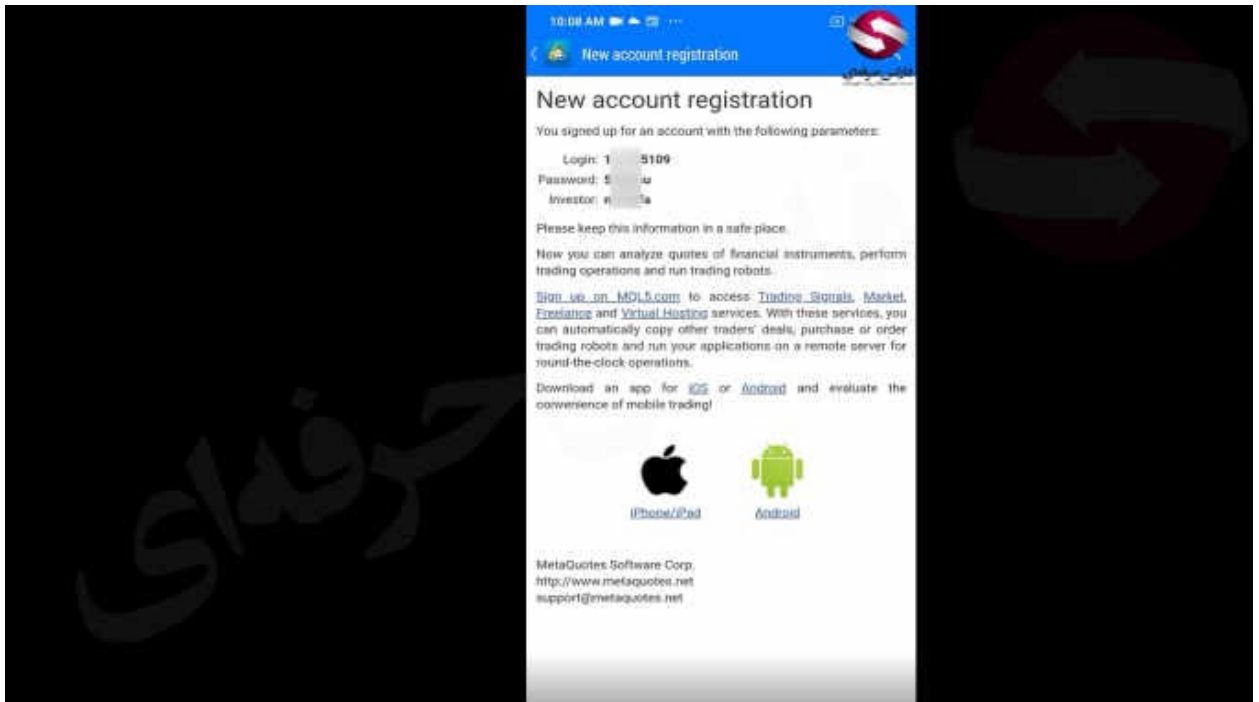 10:08 AM
New account registration
New account registration
You signed up for an account with the following parameters:
Login: 1 5109
Password: 5 u
Investor: n fa
Please keep this information in a safe place.
Now you can analyze quotes of financial instruments, perform
trading operations and run trading robots.
Sign up on MQL5.com to access Trading Signals, Market,
Freelance and Virtual Hosting services. With these services, you
can automatically copy other traders' deals, purchase or order
trading robots and run your applications on a remote server for
round-the-clock operations.
Download an app for iOS or Android and evaluate the
convenience of mobile trading!
iPhone/iPad
Android
MetaQuotes Software Corp.
http://www.metaquotes.net
support@metaquotes.net
حرفه‌ای